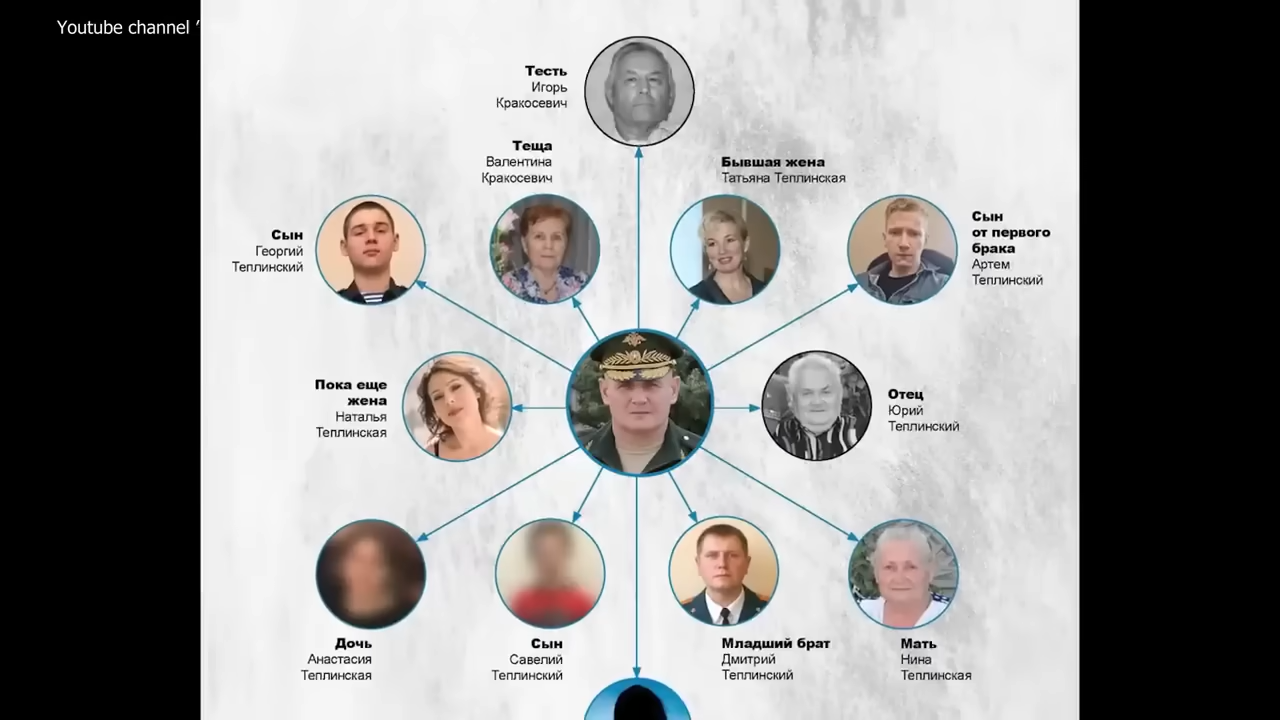 Youtube channel "
Тесть
Игорь
Кракосевич
Теща
Валентина
Кракосевич
Бывшая жена
Татьяна Теплинская
Сын
Георгий
Теплинский
Сын
от первого
брака
Артем
Теплинский
Пока еще
жена
Наталья
Теплинская
Отец
Юрий
Теплинский
Дочь
Анастасия
Теплинская
Сын
Савелий
Теплинский
Младший брат
Дмитрий
Теплинский
Мать
Нина
Теплинская